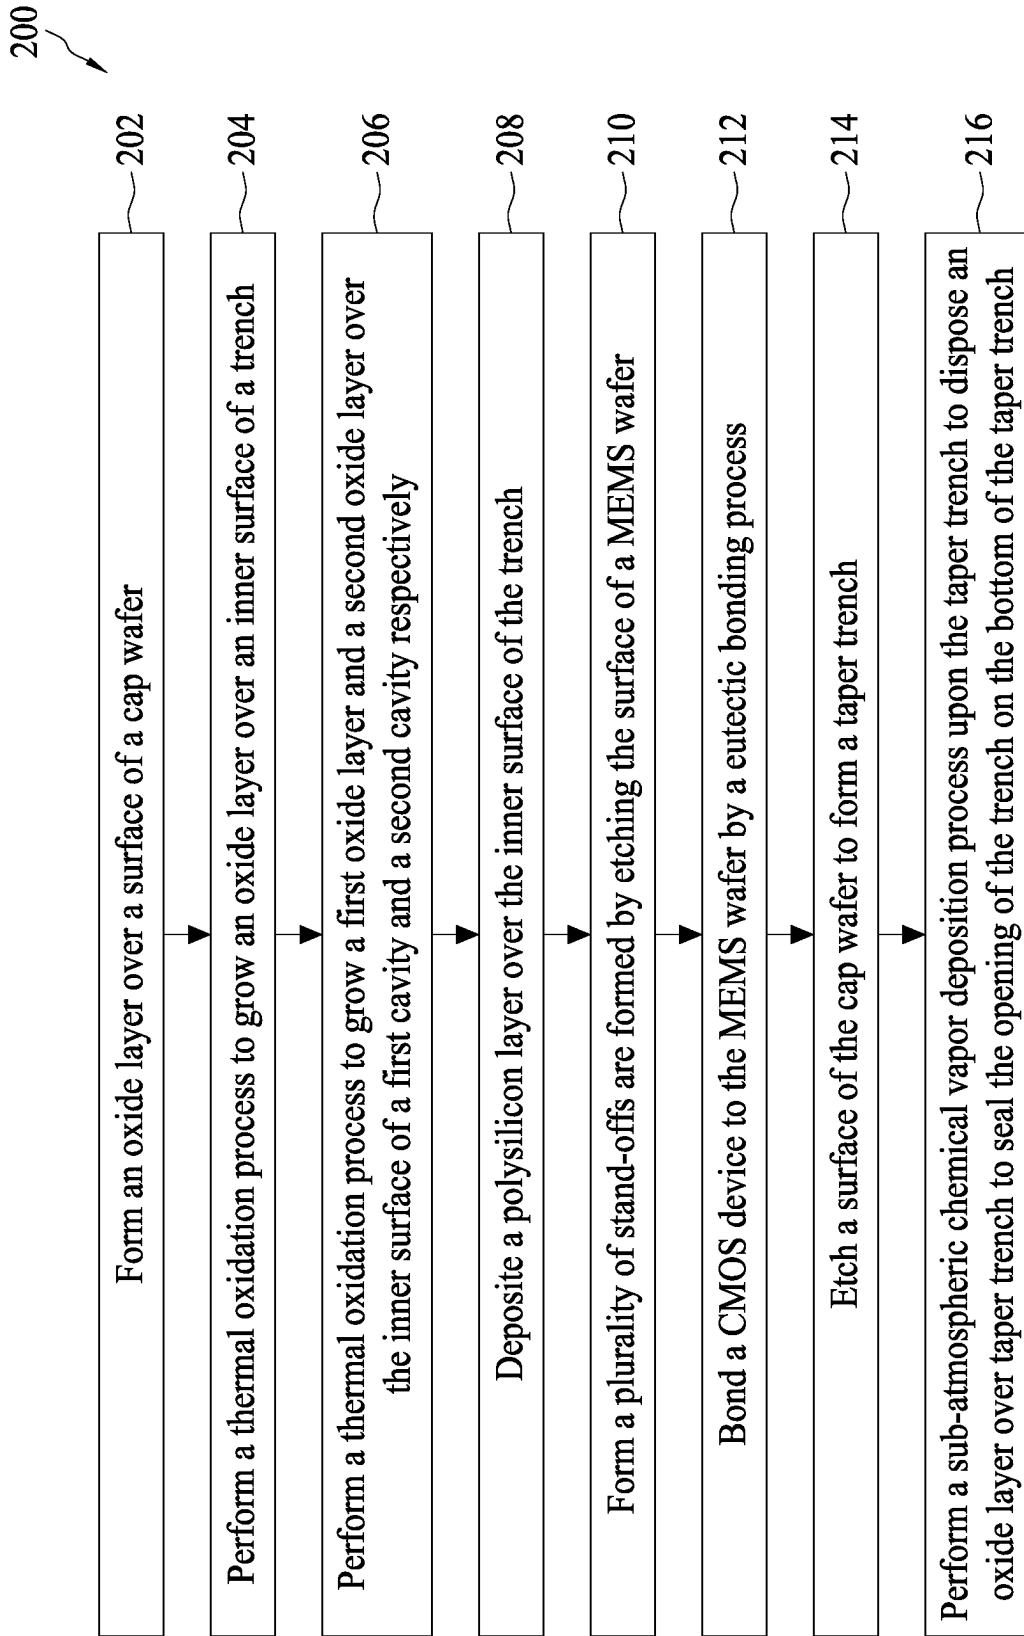 200
Form an oxide layer over a surface of a cap wafer
202
Perform a thermal oxidation process to grow an oxide layer over an inner surface of a trench
204
Perform a thermal oxidation process to grow a first oxide layer and a second oxide layer over
the inner surface of a first cavity and a second cavity respectively
206
Deposite a polysilicon layer over the inner surface of the trench
208
Form a plurality of stand-offs are formed by etching the surface of a MEMS wafer
210
Bond a CMOS device to the MEMS wafer by a eutectic bonding process
212
Etch a surface of the cap wafer to form a taper trench
214
Perform a sub-atmospheric chemical vapor deposition process upon the taper trench to dispose an
oxide layer over taper trench to seal the opening of the trench on the bottom of the taper trench
216